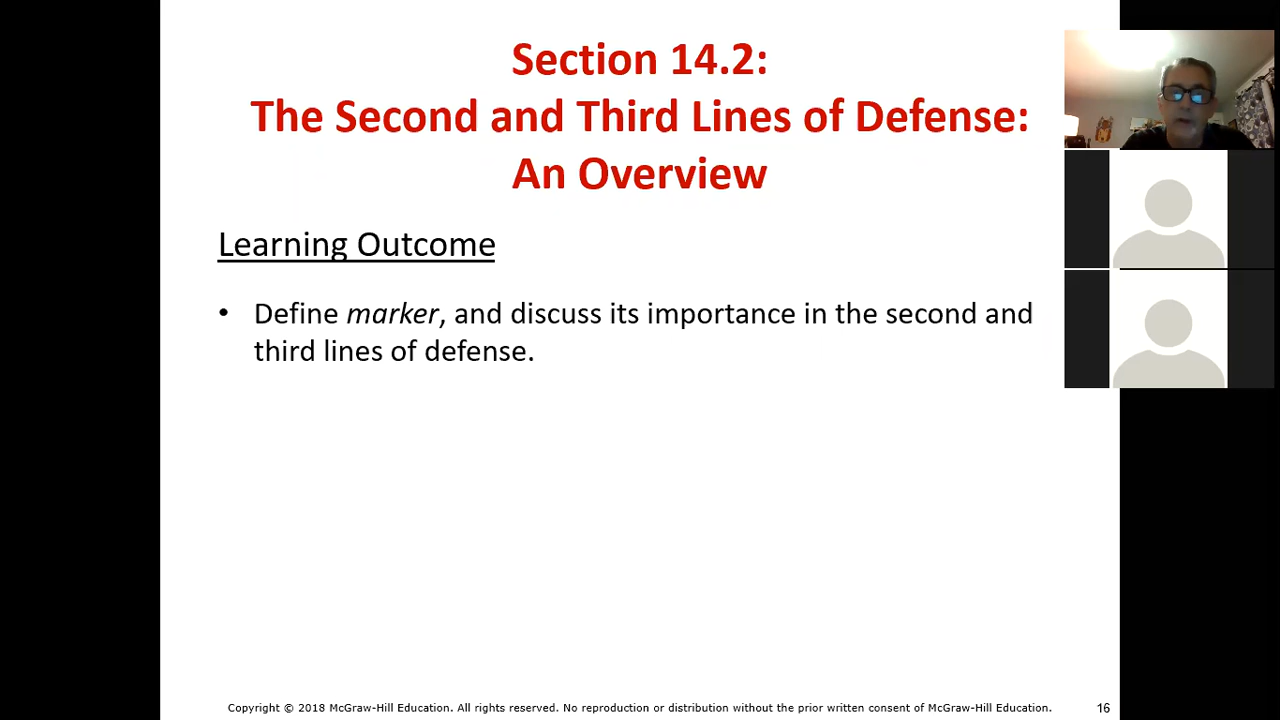 Section 14.2:
The Second and Third Lines of Defense:
An Overview
Learning Outcome
• Define marker, and discuss its importance in the second and
third lines of defense.
Copyright © 2018 McGraw-Hill Education. All rights reserved. No reproduction or distribution without the prior written consent of McGraw-Hill Education.
16